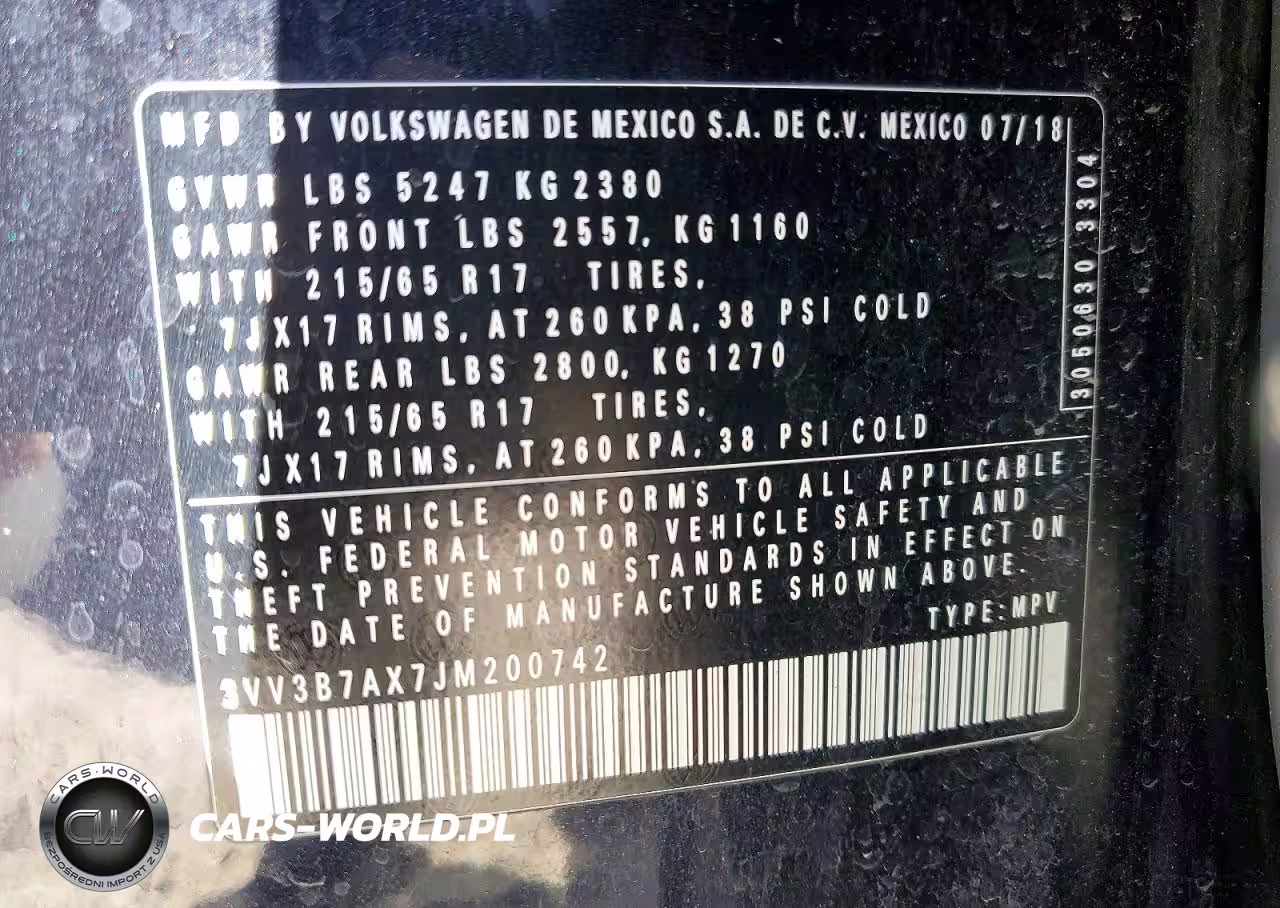 MFD BY VOLKSWAGEN DE MEXICO S.A. DE C.V. MEXICO 07/18
GVWR LBS 5247 KG 2380
GAWR FRONT LBS 2557, KG 1160
WITH 215/65 R17 TIRES,
7JX17 RIMS, AT 260 KPA, 38 PSI COLD
GAWR REAR LBS 2800, KG 1270
WITH 215/65 R17 TIRES,
7JX17 RIMS, AT 260 KPA, 38 PSI COLD
3050630 3304
THIS VEHICLE CONFORMS TO ALL APPLICABLE
U.S. FEDERAL MOTOR VEHICLE SAFETY AND
THEFT PREVENTION STANDARDS IN EFFECT ON
THE DATE OF MANUFACTURE SHOWN ABOVE.
TYPE:MPV
3VV3B7AX7JM200742
CARS-WORLD
CW
BEZPOŚREDNI IMPORT Z USA
CARS-WORLD.PL